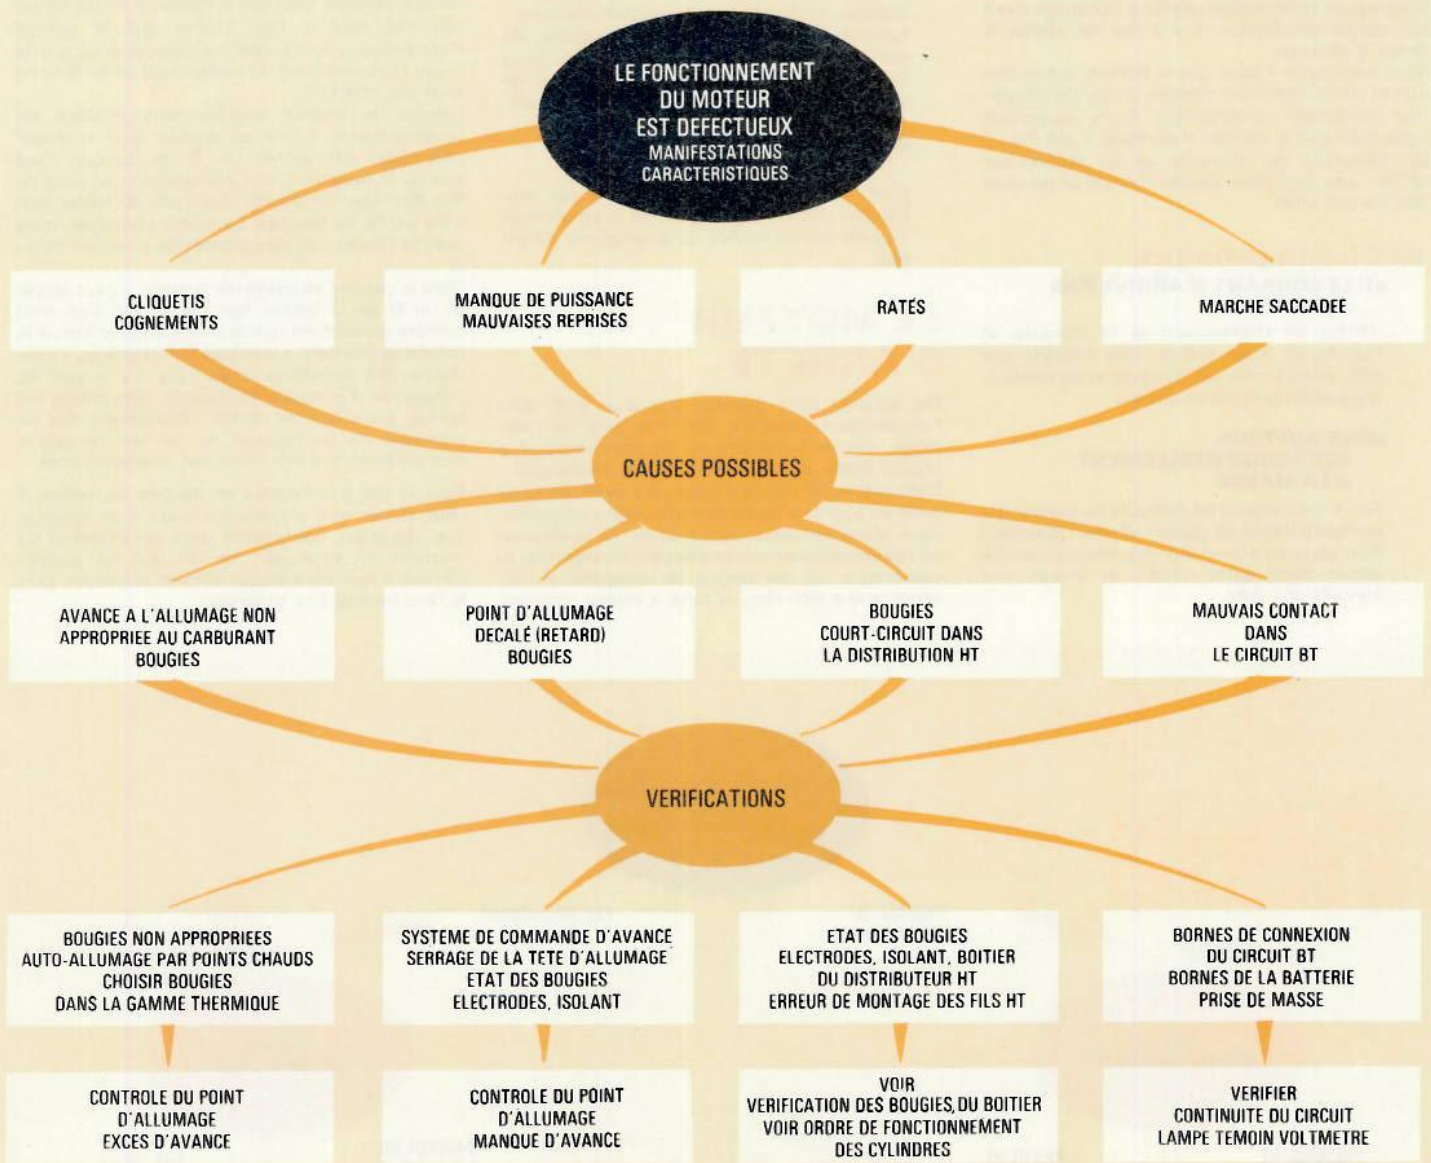 LE FONCTIONNEMENT
DU MOTEUR
EST DEFECTUEUX
MANIFESTATIONS
CARACTERISTIQUES
CLIQUETIS
COGNEMENTS
MANQUE DE PUISSANCE
MAUVAISES REPRISES
RATÉS
MARCHE SACCADEE
CAUSES POSSIBLES
AVANCE A L'ALLUMAGE NON
APPROPRIEE AU CARBURANT
BOUGIES
POINT D'ALLUMAGE
DECALÉ (RETARD)
BOUGIES
BOUGIES
COURT-CIRCUIT DANS
LA DISTRIBUTION HT
MAUVAIS CONTACT
DANS
LE CIRCUIT BT
VERIFICATIONS
BOUGIES NON APPROPRIEES
AUTO-ALLUMAGE PAR POINTS CHAUDS
CHOISIR BOUGIES
DANS LA GAMME THERMIQUE
SYSTEME DE COMMANDE D'AVANCE
SERRAGE DE LA TETE D'ALLUMAGE
ETAT DES BOUGIES
ELECTRODES, ISOLANT
ETAT DES BOUGIES
ELECTRODES, ISOLANT, BOITIER
DU DISTRIBUTEUR HT
ERREUR DE MONTAGE DES FILS HT
BORNES DE CONNEXION
DU CIRCUIT BT
BORNES DE LA BATTERIE
PRISE DE MASSE
CONTROLE DU POINT
D'ALLUMAGE
EXCES D'AVANCE
CONTROLE DU POINT
D'ALLUMAGE
MANQUE D'AVANCE
VOIR
VERIFICATION DES BOUGIES, DU BOITIER
VOIR ORDRE DE FONCTIONNEMENT
DES CYLINDRES
VERIFIER
CONTINUITE DU CIRCUIT
LAMPE TEMOIN VOLTMETRE